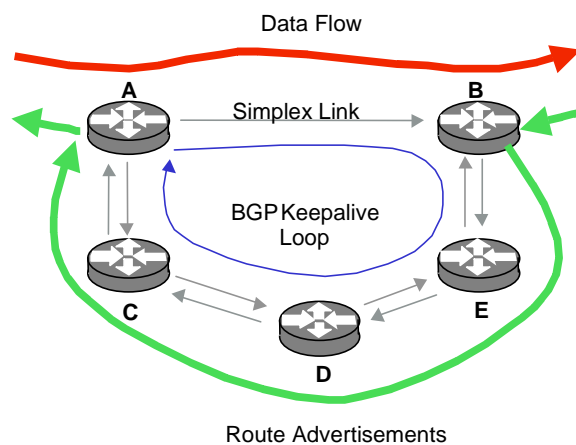 Data Flow
A
B
Simplex Link
BGP Keepalive
Loop
C
E
D
Route Advertisements